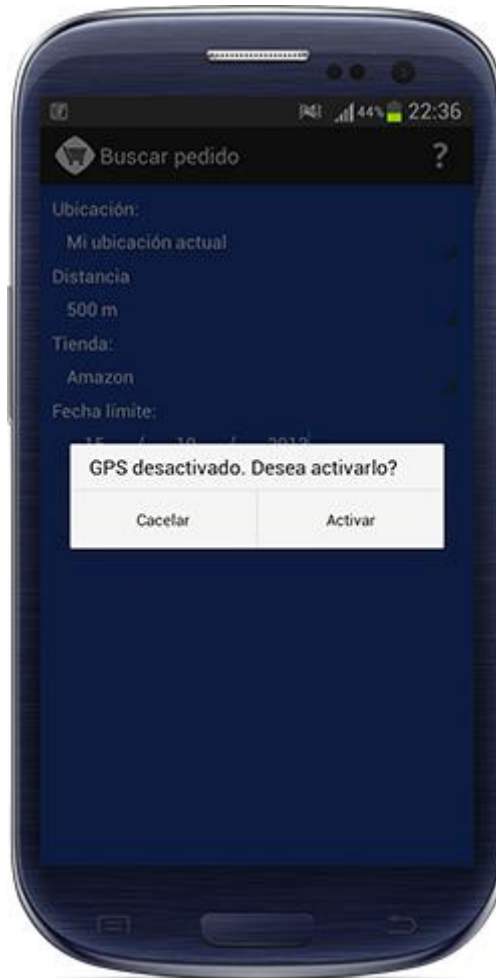 44% 22:36
Buscar pedido ?
Ubicación:
Mi ubicación actual
Distancia
500 m
Tienda:
Amazon
Fecha límite:
GPS desactivado. Desea activarlo?
Cacelar Activar